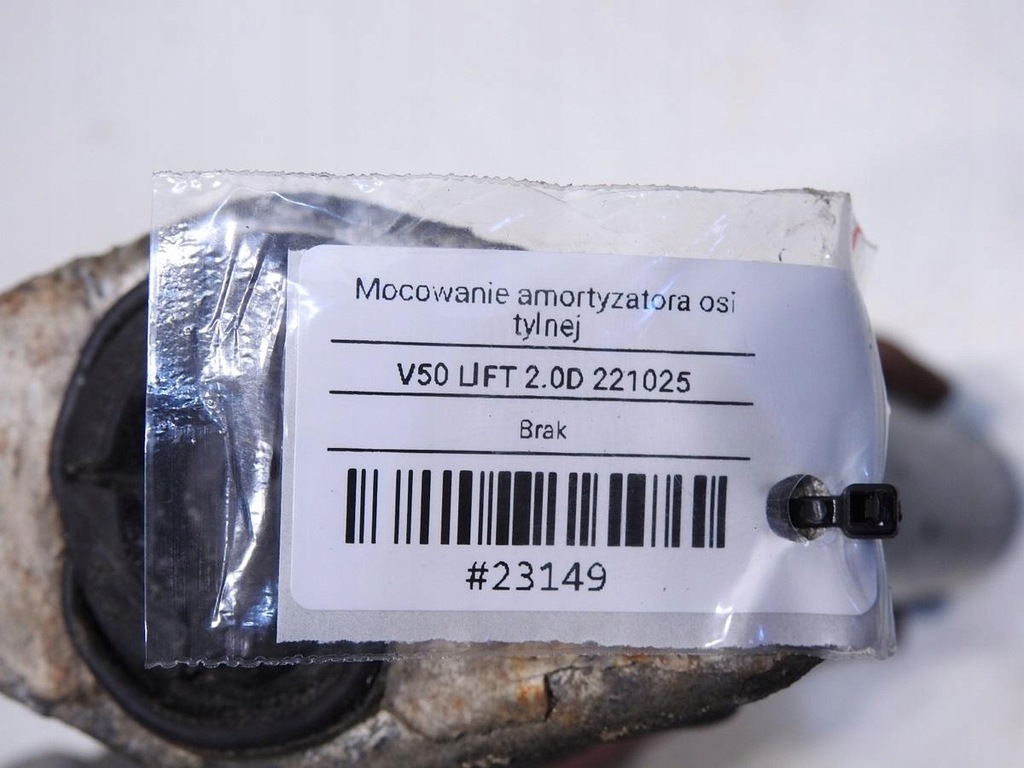 Mocowanie amortyzatora osi
tylnej
V50 LIFT 2.0D 221025
Brak
#23149